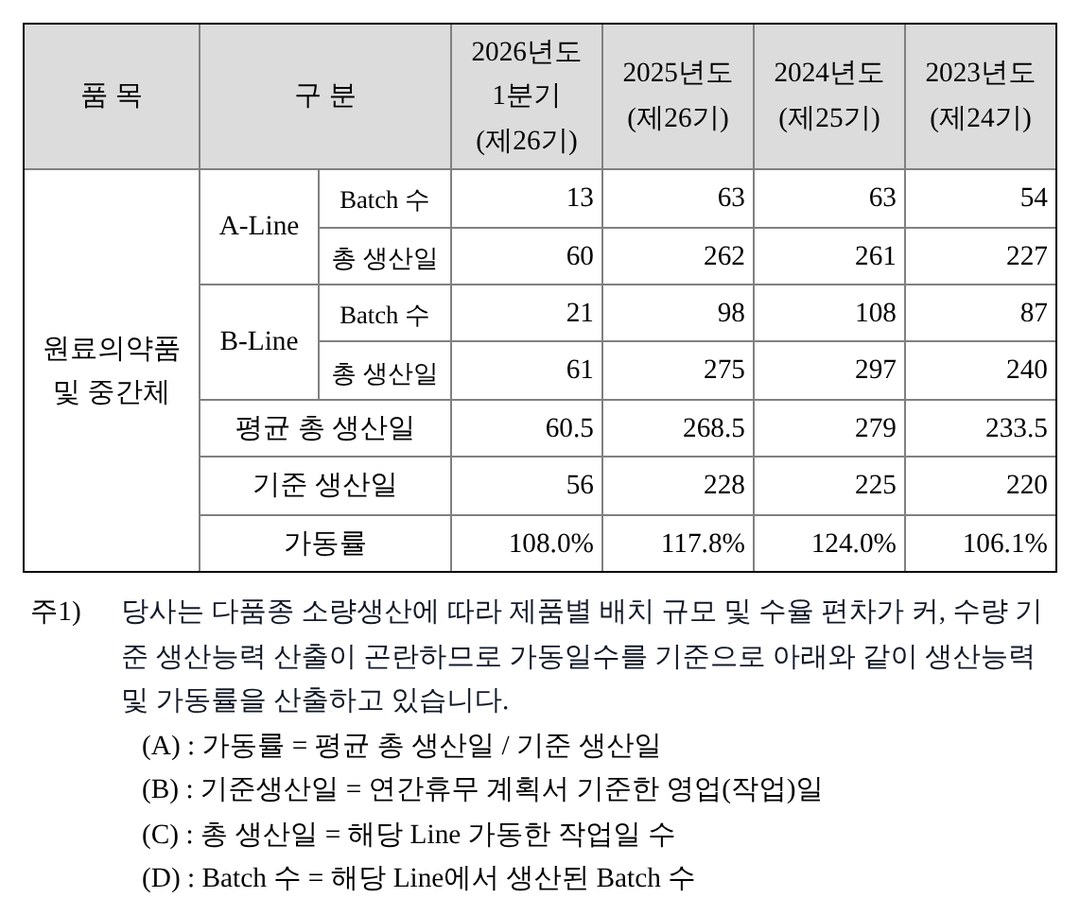 품 목 구 분 2026년도 1분기 (제26기) 2025년도 (제26기) 2024년도 (제25기) 2023년도 (제24기)
원료의약품 및 중간체 A-Line Batch 수 13 63 63 54
총 생산일 60 262 261 227
B-Line Batch 수 21 98 108 87
총 생산일 61 275 297 240
평균 총 생산일 60.5 268.5 279 233.5
기준 생산일 56 228 225 220
가동률 108.0% 117.8% 124.0% 106.1%
주1) 당사는 다품종 소량생산에 따라 제품별 배치 규모 및 수율 편차가 커, 수량 기
준 생산능력 산출이 곤란하므로 가동일수를 기준으로 아래와 같이 생산능력
및 가동률을 산출하고 있습니다.
(A) : 가동률 = 평균 총 생산일 / 기준 생산일
(B) : 기준생산일 = 연간휴무 계획서 기준한 영업(작업)일
(C) : 총 생산일 = 해당 Line 가동한 작업일 수
(D) : Batch 수 = 해당 Line에서 생산된 Batch 수